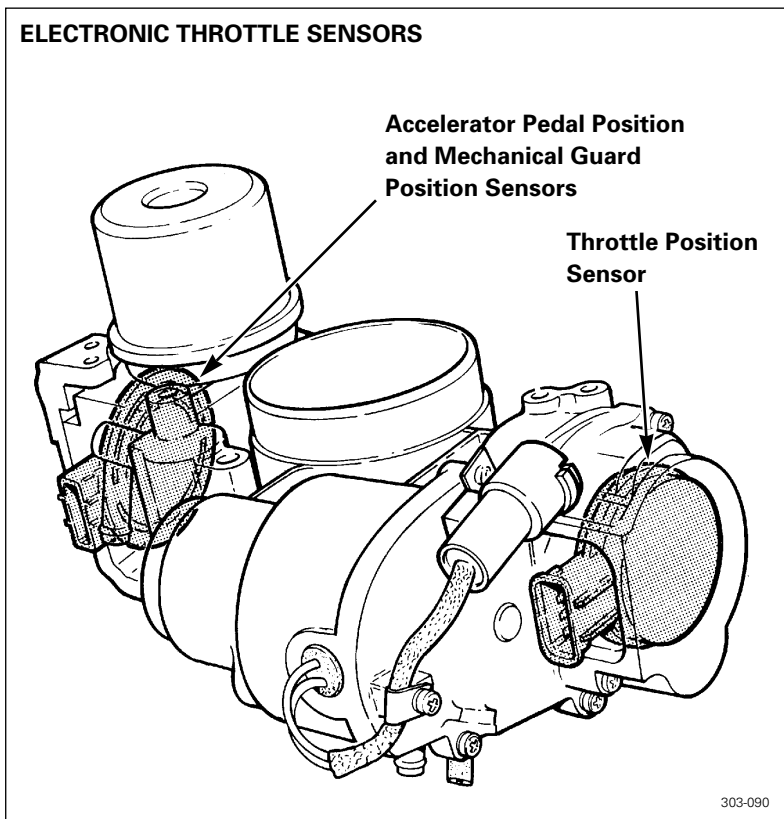 ELECTRONIC THROTTLE SENSORS
Accelerator Pedal Position
and Mechanical Guard
Position Sensors
Throttle Position
Sensor
303-090